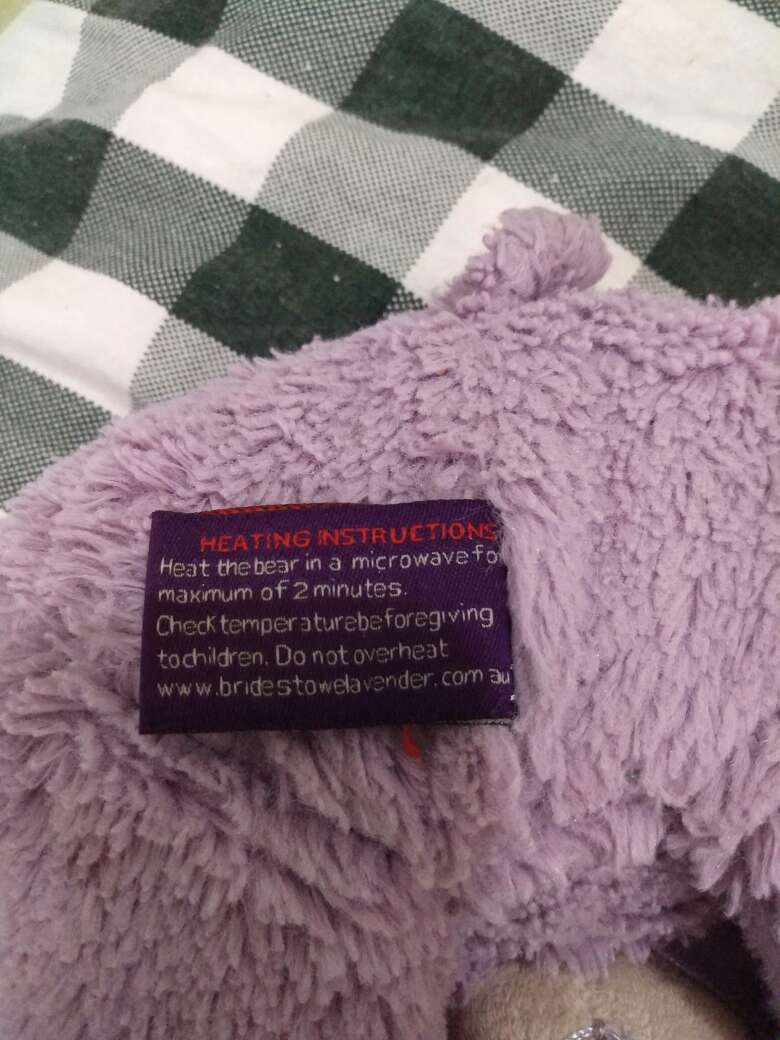 HEATING INSTRUCTIONS
Heat the bear in a microwave fo
maximum of 2 minutes.
Check temperature before giving
to children. Do not overheat
www.bridestowelavender.com au